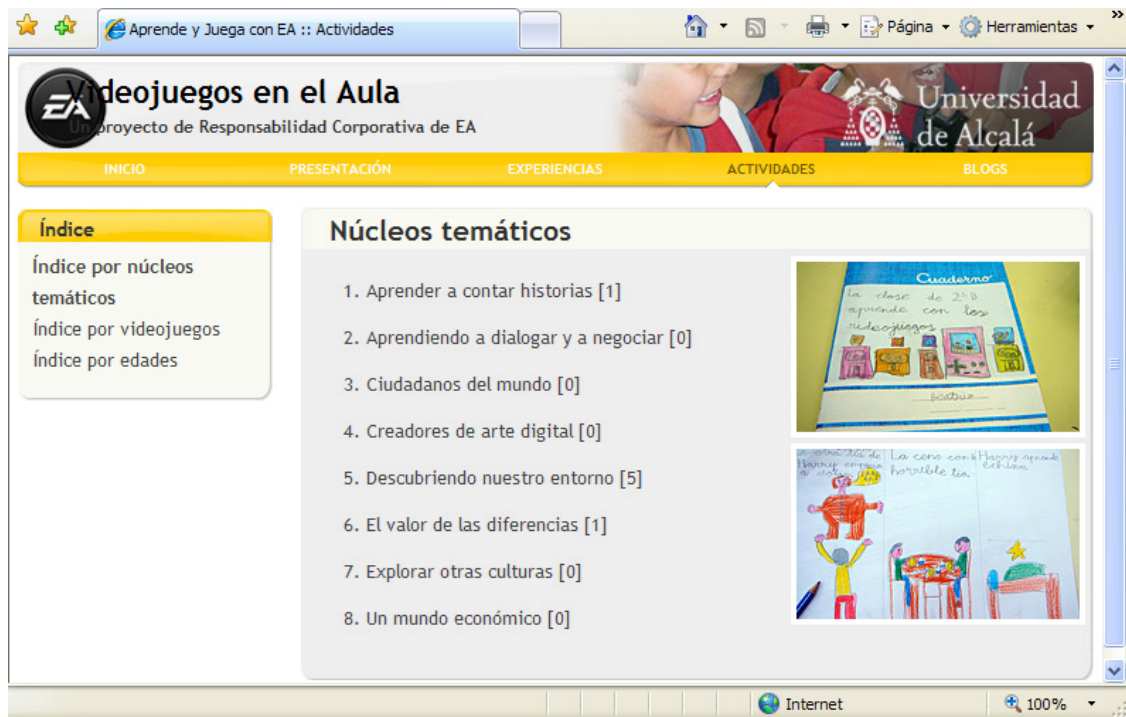 Aprende y Juega con EA :: Actividades
Página
Herramientas
»
EA
Videojuegos en el Aula
Un proyecto de Responsabilidad Corporativa de EA
Universidad
de Alcalá
INICIO
PRESENTACIÓN
EXPERIENCIAS
ACTIVIDADES
BLOGS
Índice
Índice por núcleos
temáticos
Índice por videojuegos
Índice por edades
Núcleos temáticos
1. Aprender a contar historias [1]
2. Aprendiendo a dialogar y a negociar [0]
3. Ciudadanos del mundo [0]
4. Creadores de arte digital [0]
5. Descubriendo nuestro entorno [5]
6. El valor de las diferencias [1]
7. Explorar otras culturas [0]
8. Un mundo económico [0]
Cuaderno
La clase de 2º B
aprende con los
videojuegos
Beatriz
Harry empieza
a
La cena con
horrible tía
Harry aprende
Internet
100%